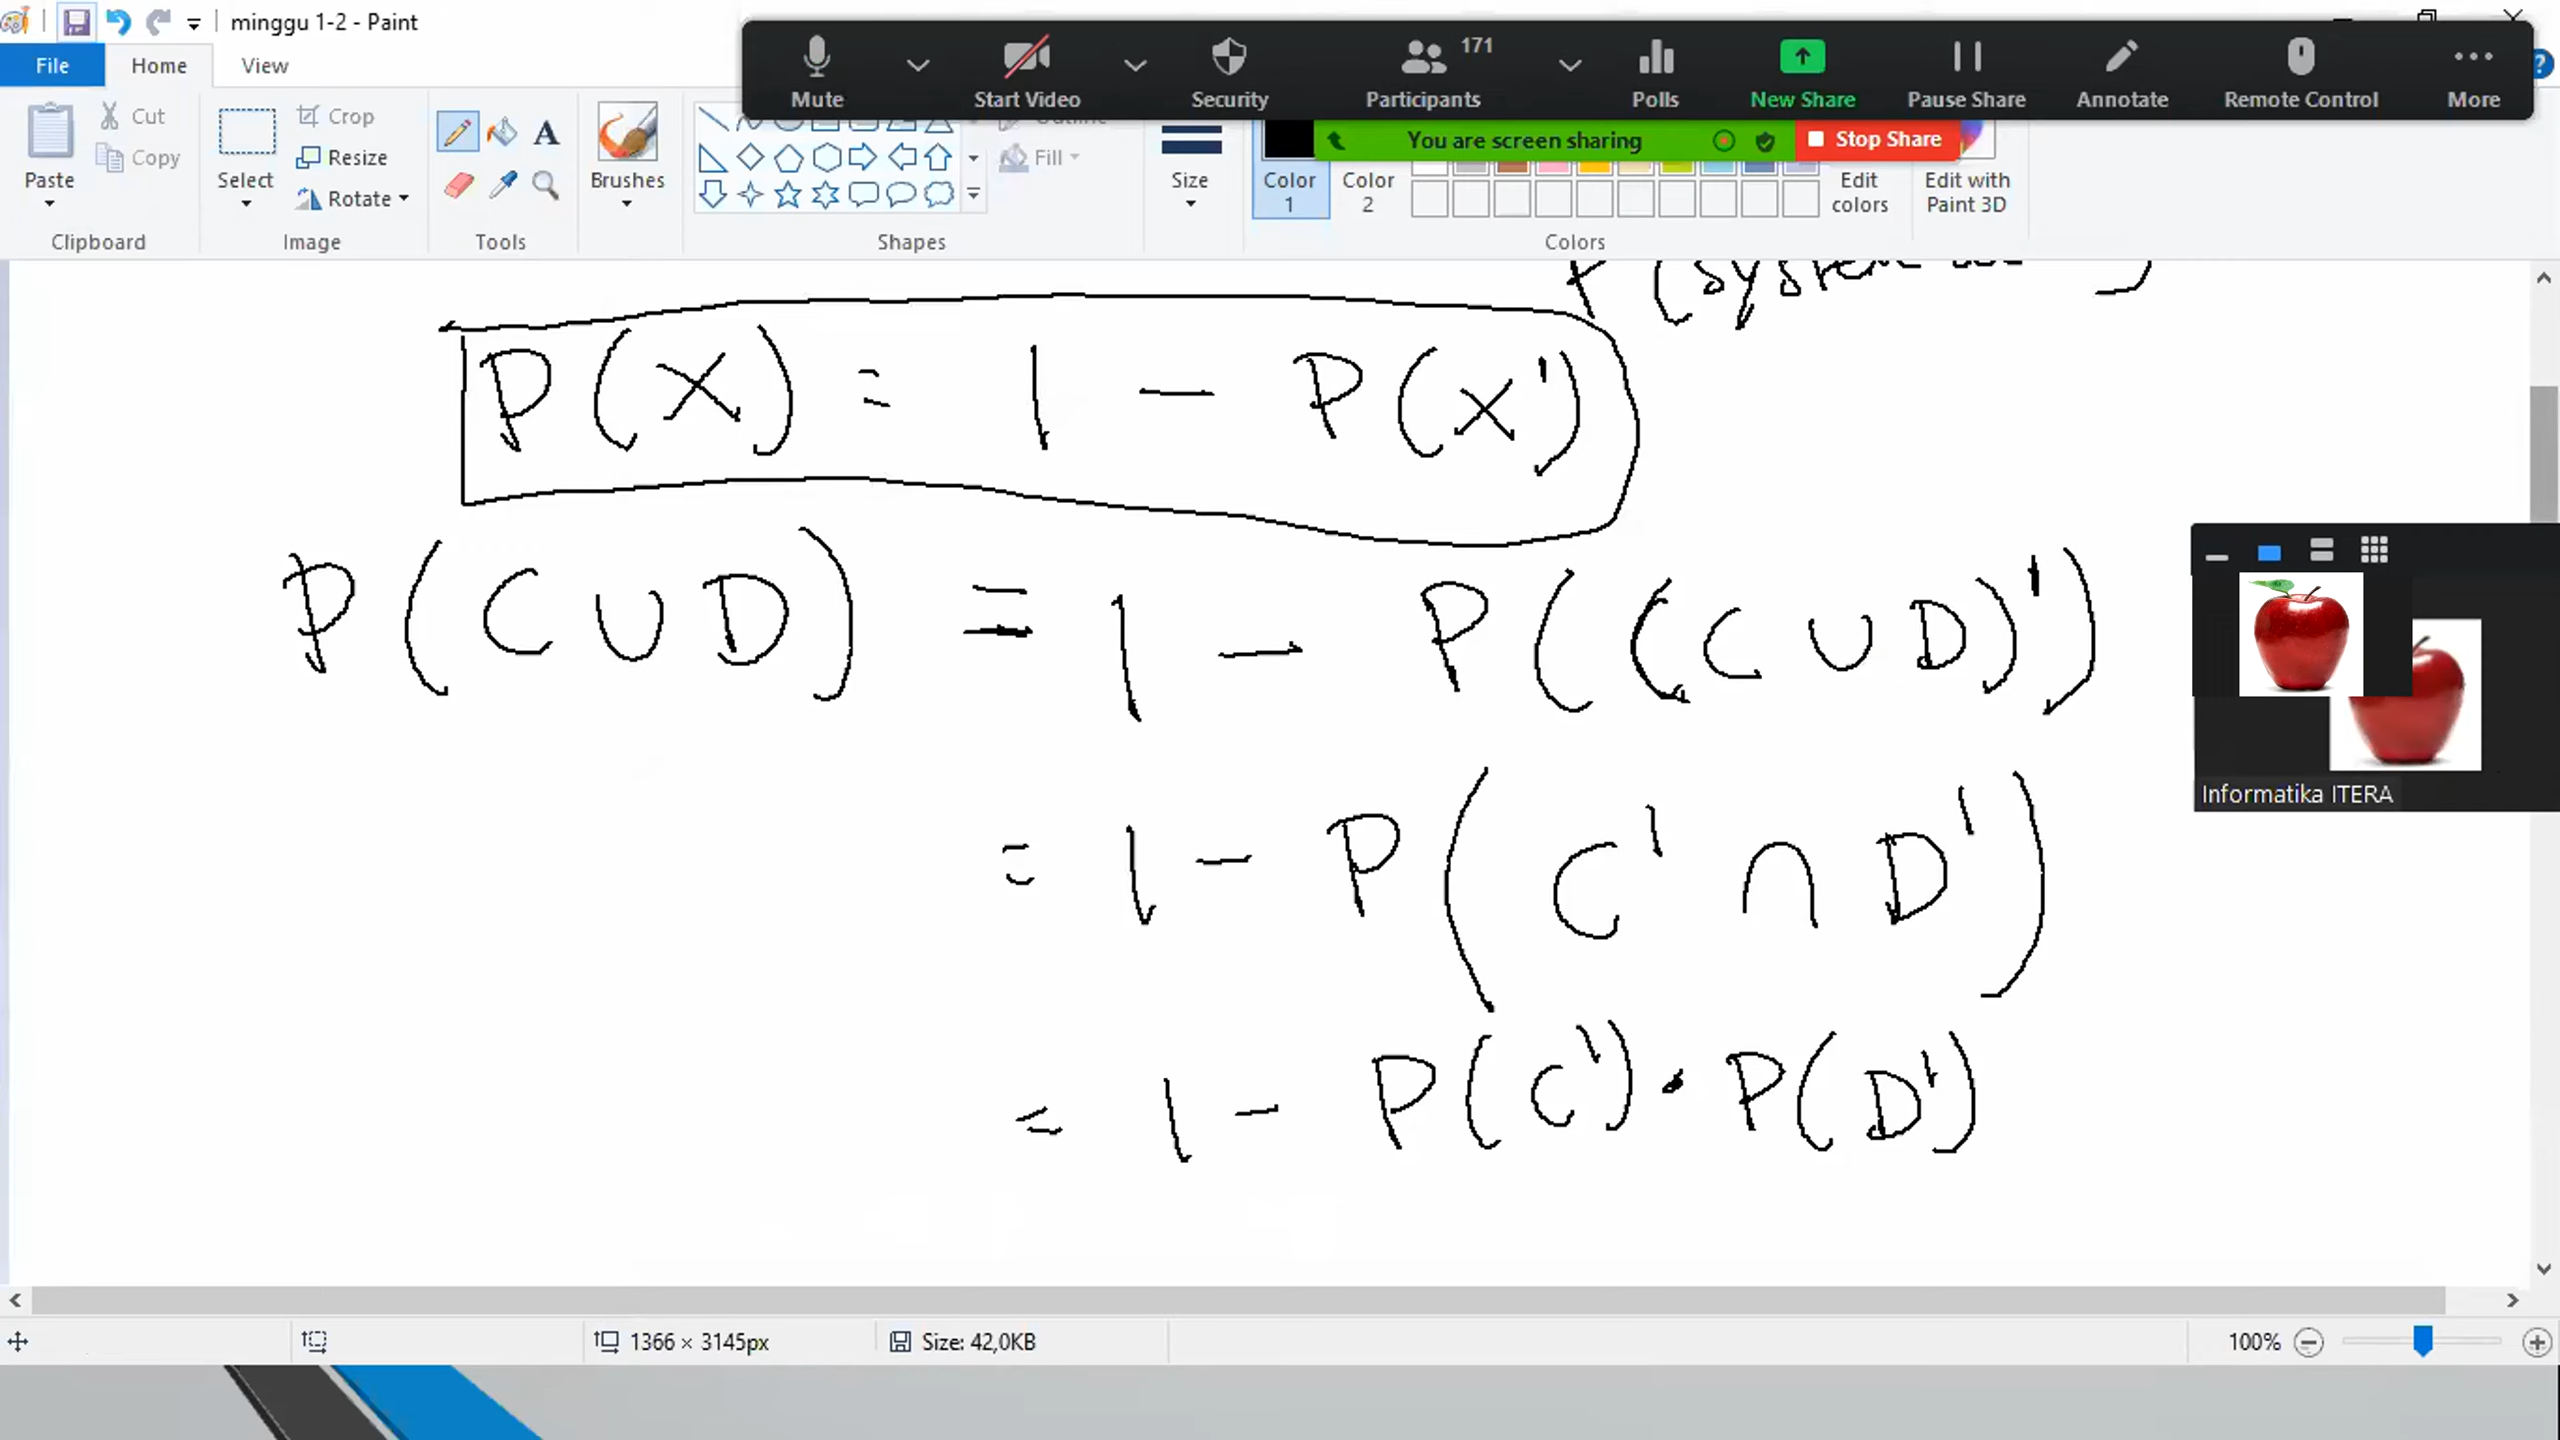 minggu 1-2 - Paint
File Home View
Mute Start Video Security Participants 171 Polls New Share Pause Share Annotate Remote Control More
You are screen sharing Stop Share
Paste Cut Copy
Select Crop Resize Rotate
Brushes
Outline
Fill
Size
Color 1
Color 2
Edit colors
Edit with Paint 3D
Clipboard Image Tools Shapes Colors
P(system
P(X) = 1 - P(X')
P(C ∪ D) = 1 - P((C ∪ D)')
= 1 - P(C' ∩ D')
= 1 - P(C') · P(D')
Informatika ITERA
1366 × 3145px Size: 42,0KB 100%